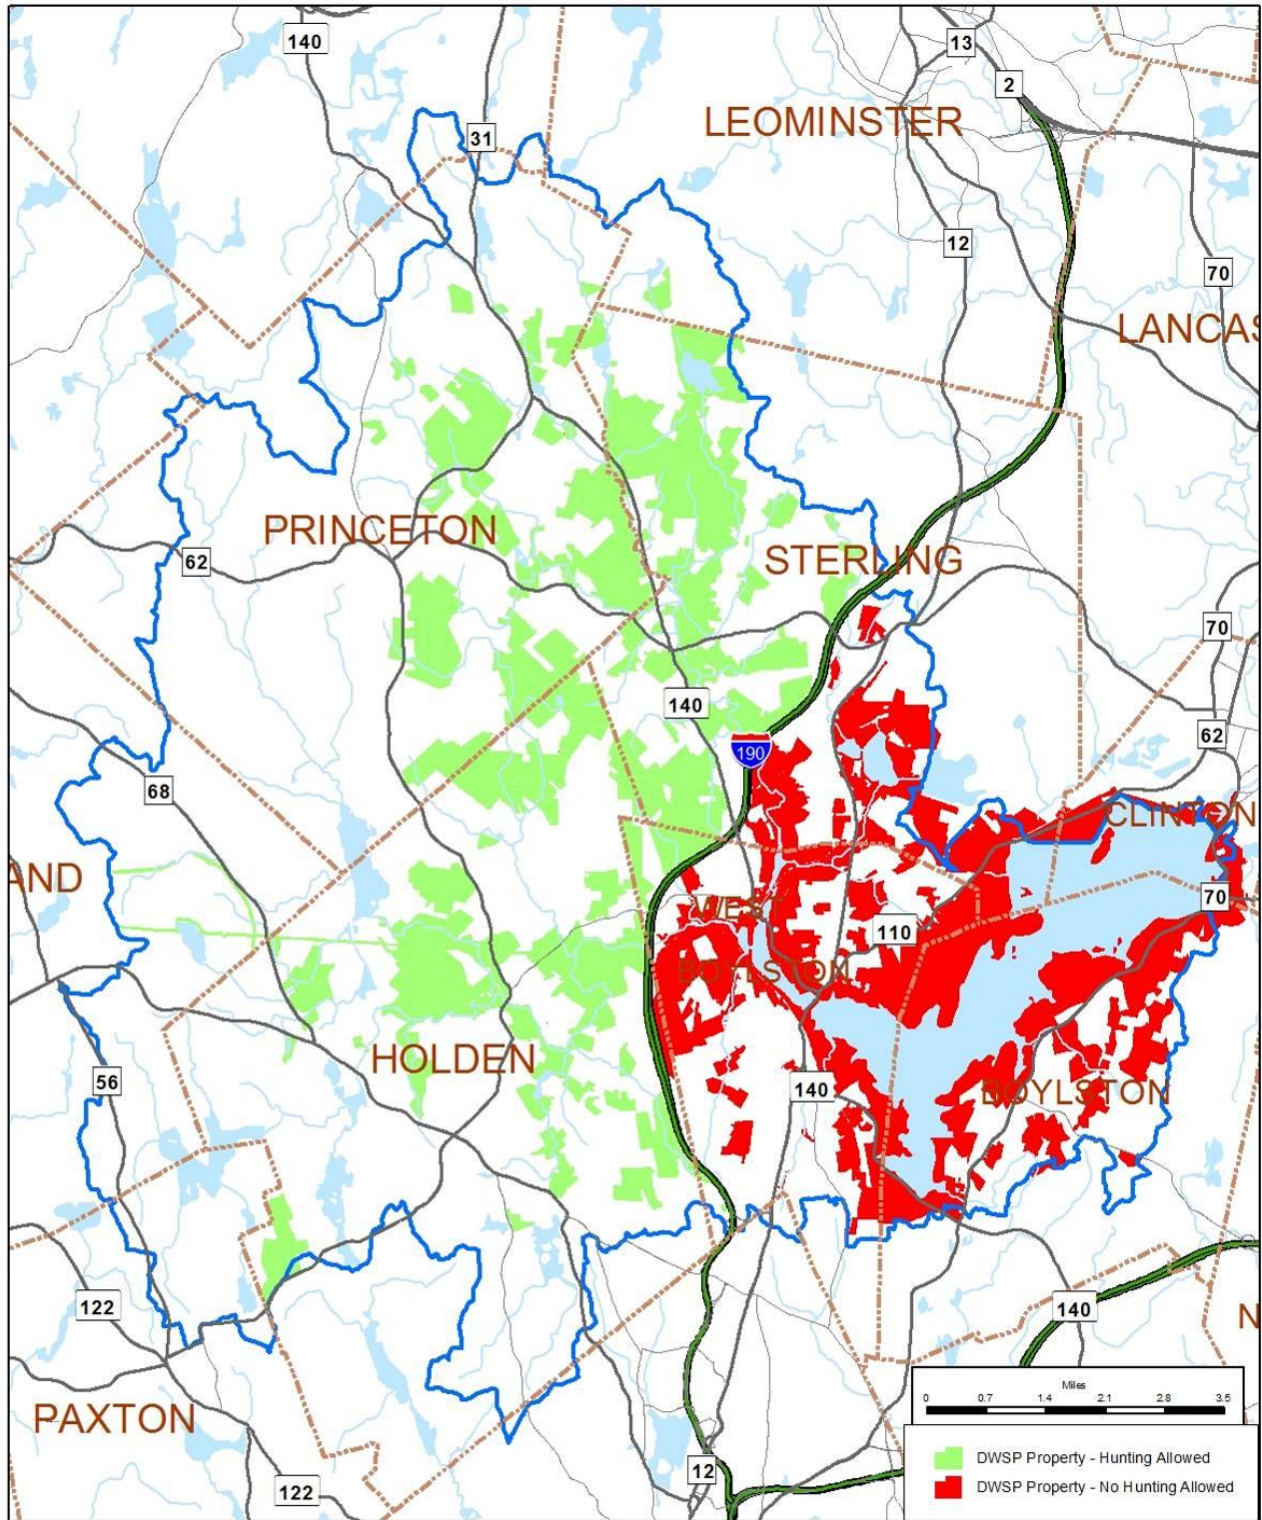 140
13
2
LEOMINSTER
31
12
70
LANCAS
PRINCETON
STERLING
62
70
140
62
190
68
CLINTON
AND
70
WEST
110
BOYLSTON
HOLDEN
56
140
BOYLSTON
122
140
N
Miles
0 0.7 1.4 2.1 2.8 3.5
PAXTON
DWSP Property - Hunting Allowed
12
DWSP Property - No Hunting Allowed
122